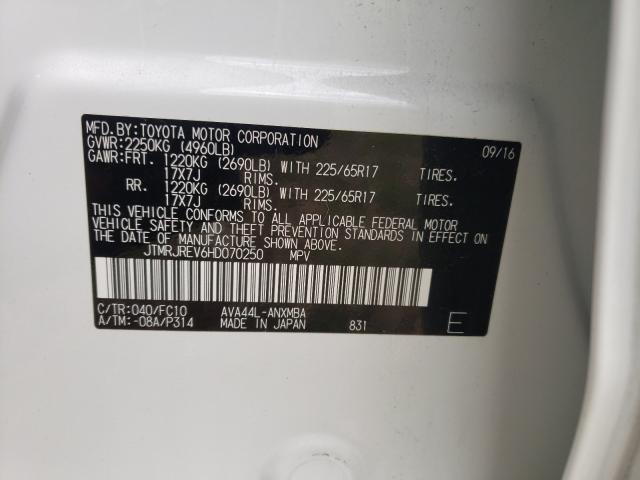 MFD.BY:TOYOTA MOTOR CORPORATION 09/16
GVWR:2250KG (4960LB)
GAWR:FRT. 1220KG (2690LB) WITH 225/65R17 TIRES.
17X7J RIMS.
RR. 1220KG (2690LB) WITH 225/65R17 TIRES.
17X7J RIMS.
THIS VEHICLE CONFORMS TO ALL APPLICABLE FEDERAL MOTOR
VEHICLE SAFETY AND THEFT PREVENTION STANDARDS IN EFFECT ON
THE DATE OF MANUFACTURE SHOWN ABOVE.
JTMRJREV6HD070250 MPV
C/TR:040/FC10 AVA44L-ANXMBA
A/TM:-08A/P314 MADE IN JAPAN 831 E